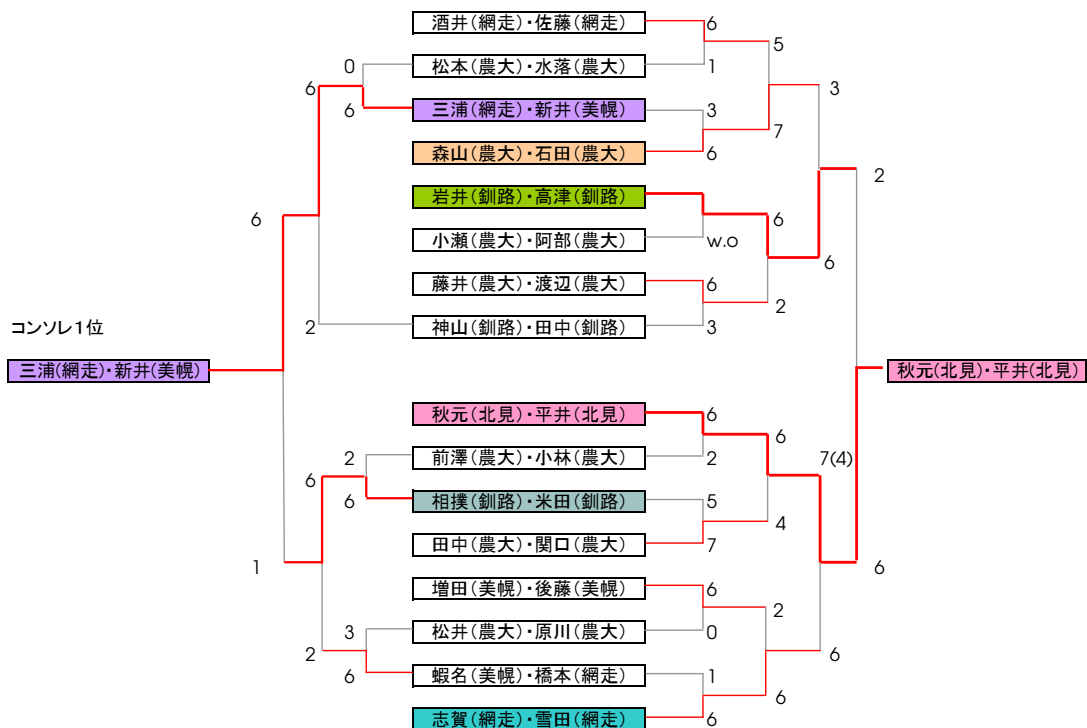 酒井(網走)・佐藤(網走)
6
5
0
松本(農大)・水落(農大)
1
6
3
6
三浦(網走)・新井(美幌)
3
7
森山(農大)・石田(農大)
6
2
岩井(釧路)・高津(釧路)
6
6
小瀬(農大)・阿部(農大)
w.o
6
藤井(農大)・渡辺(農大)
6
2
コンソレ1位
2
神山(釧路)・田中(釧路)
3
三浦(網走)・新井(美幌)
秋元(北見)・平井(北見)
秋元(北見)・平井(北見)
6
6
2
前澤(農大)・小林(農大)
2
7(4)
6
6
相撲(釧路)・米田(釧路)
5
4
田中(農大)・関口(農大)
7
1
6
増田(美幌)・後藤(美幌)
6
2
3
松井(農大)・原川(農大)
0
2
6
6
蝦名(美幌)・橋本(網走)
1
6
志賀(網走)・雪田(網走)
6